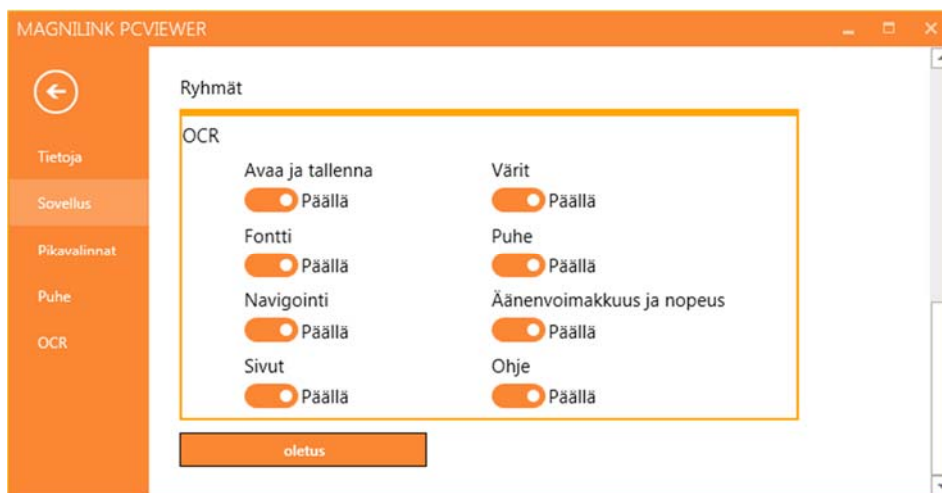 MAGNILINK PCVIEWER
Tietoja
Sovellus
Pikavalinnat
Puhe
OCR
Ryhmät
OCR
Avaa ja tallenna Värit
Päällä Päällä
Fontti Puhe
Päällä Päällä
Navigointi Äänenvoimakkuus ja nopeus
Päällä Päällä
Sivut Ohje
Päällä Päällä
oletus